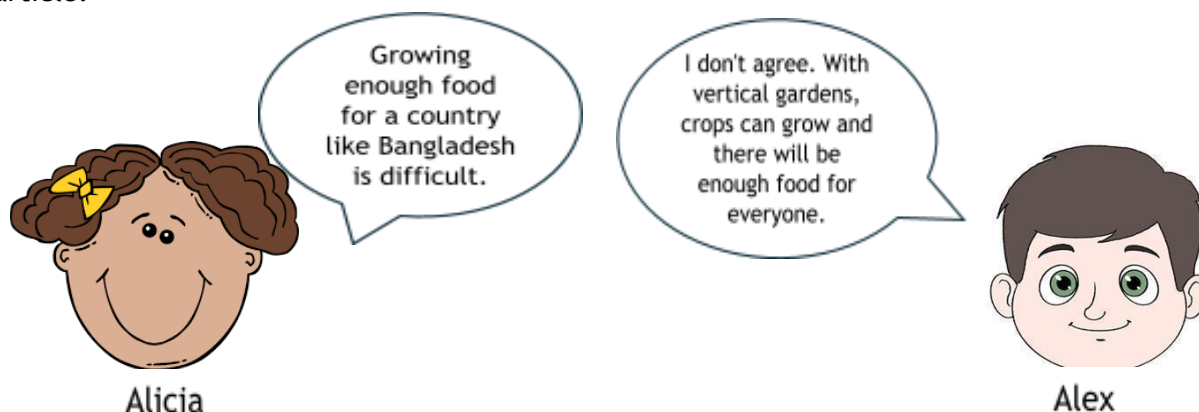 Growing
enough food
for a country
like Bangladesh
is difficult.
I don't agree. With
vertical gardens,
crops can grow and
there will be
enough food for
everyone.
Alicia
Alex